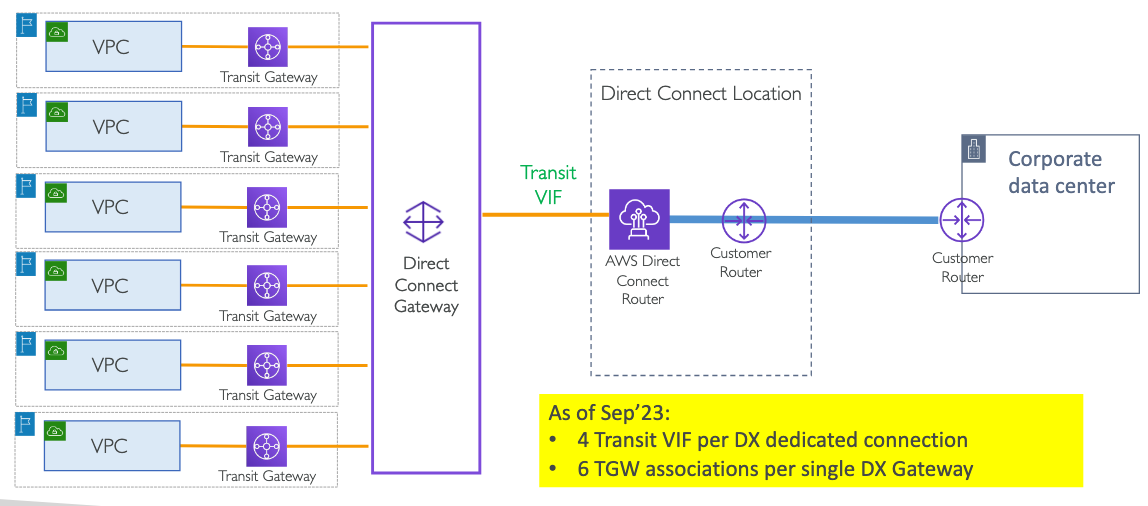 VPC
Transit Gateway
VPC
Transit Gateway
VPC
Transit Gateway
VPC
Transit Gateway
VPC
Transit Gateway
VPC
Transit Gateway
Direct
Connect
Gateway
Transit
VIF
Direct Connect Location
AWS Direct
Connect
Router
Customer
Router
Corporate
data center
Customer
Router
As of Sep’23:
• 4 Transit VIF per DX dedicated connection
• 6 TGW associations per single DX Gateway